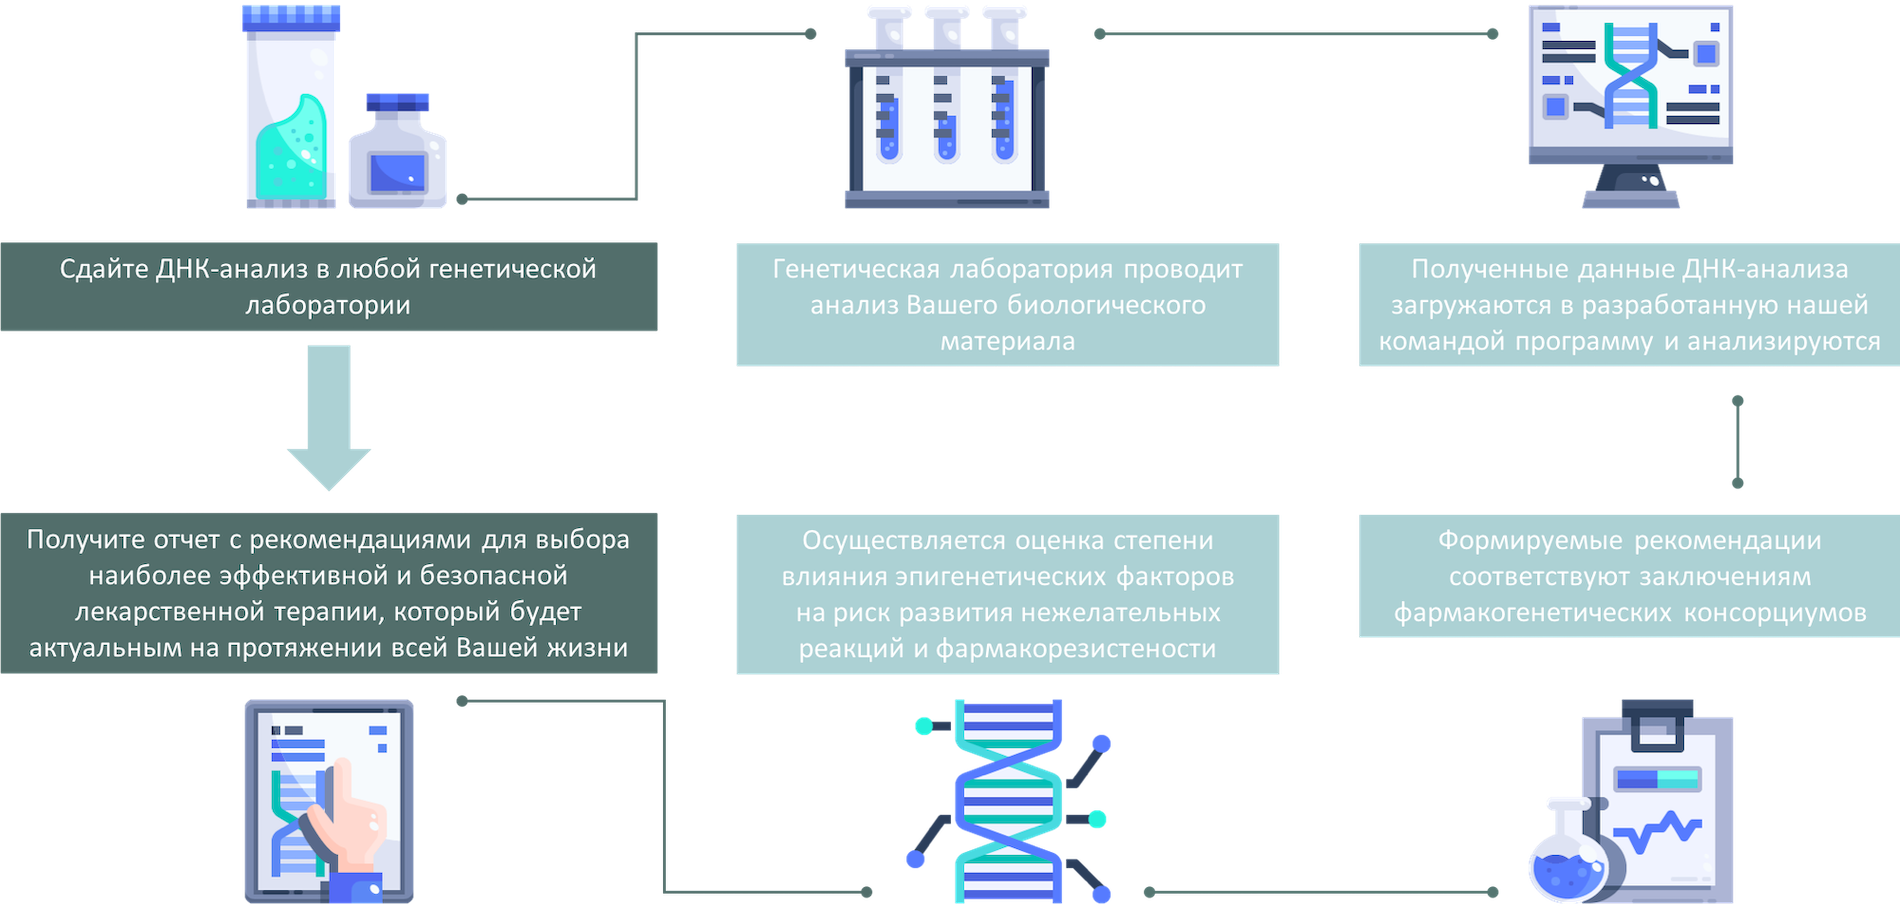 Сдайте ДНК-анализ в любой генетической
лаборатории
Генетическая лаборатория проводит
анализ Вашего биологического
материала
Полученные данные ДНК-анализа
загружаются в разработанную нашей
командой программу и анализируются
Получите отчет с рекомендациями для выбора
наиболее эффективной и безопасной
лекарственной терапии, который будет
актуальным на протяжении всей Вашей жизни
Осуществляется оценка степени
влияния эпигенетических факторов
на риск развития нежелательных
реакций и фармакорезистености
Формируемые рекомендации
соответствуют заключениям
фармакогенетических консорциумов